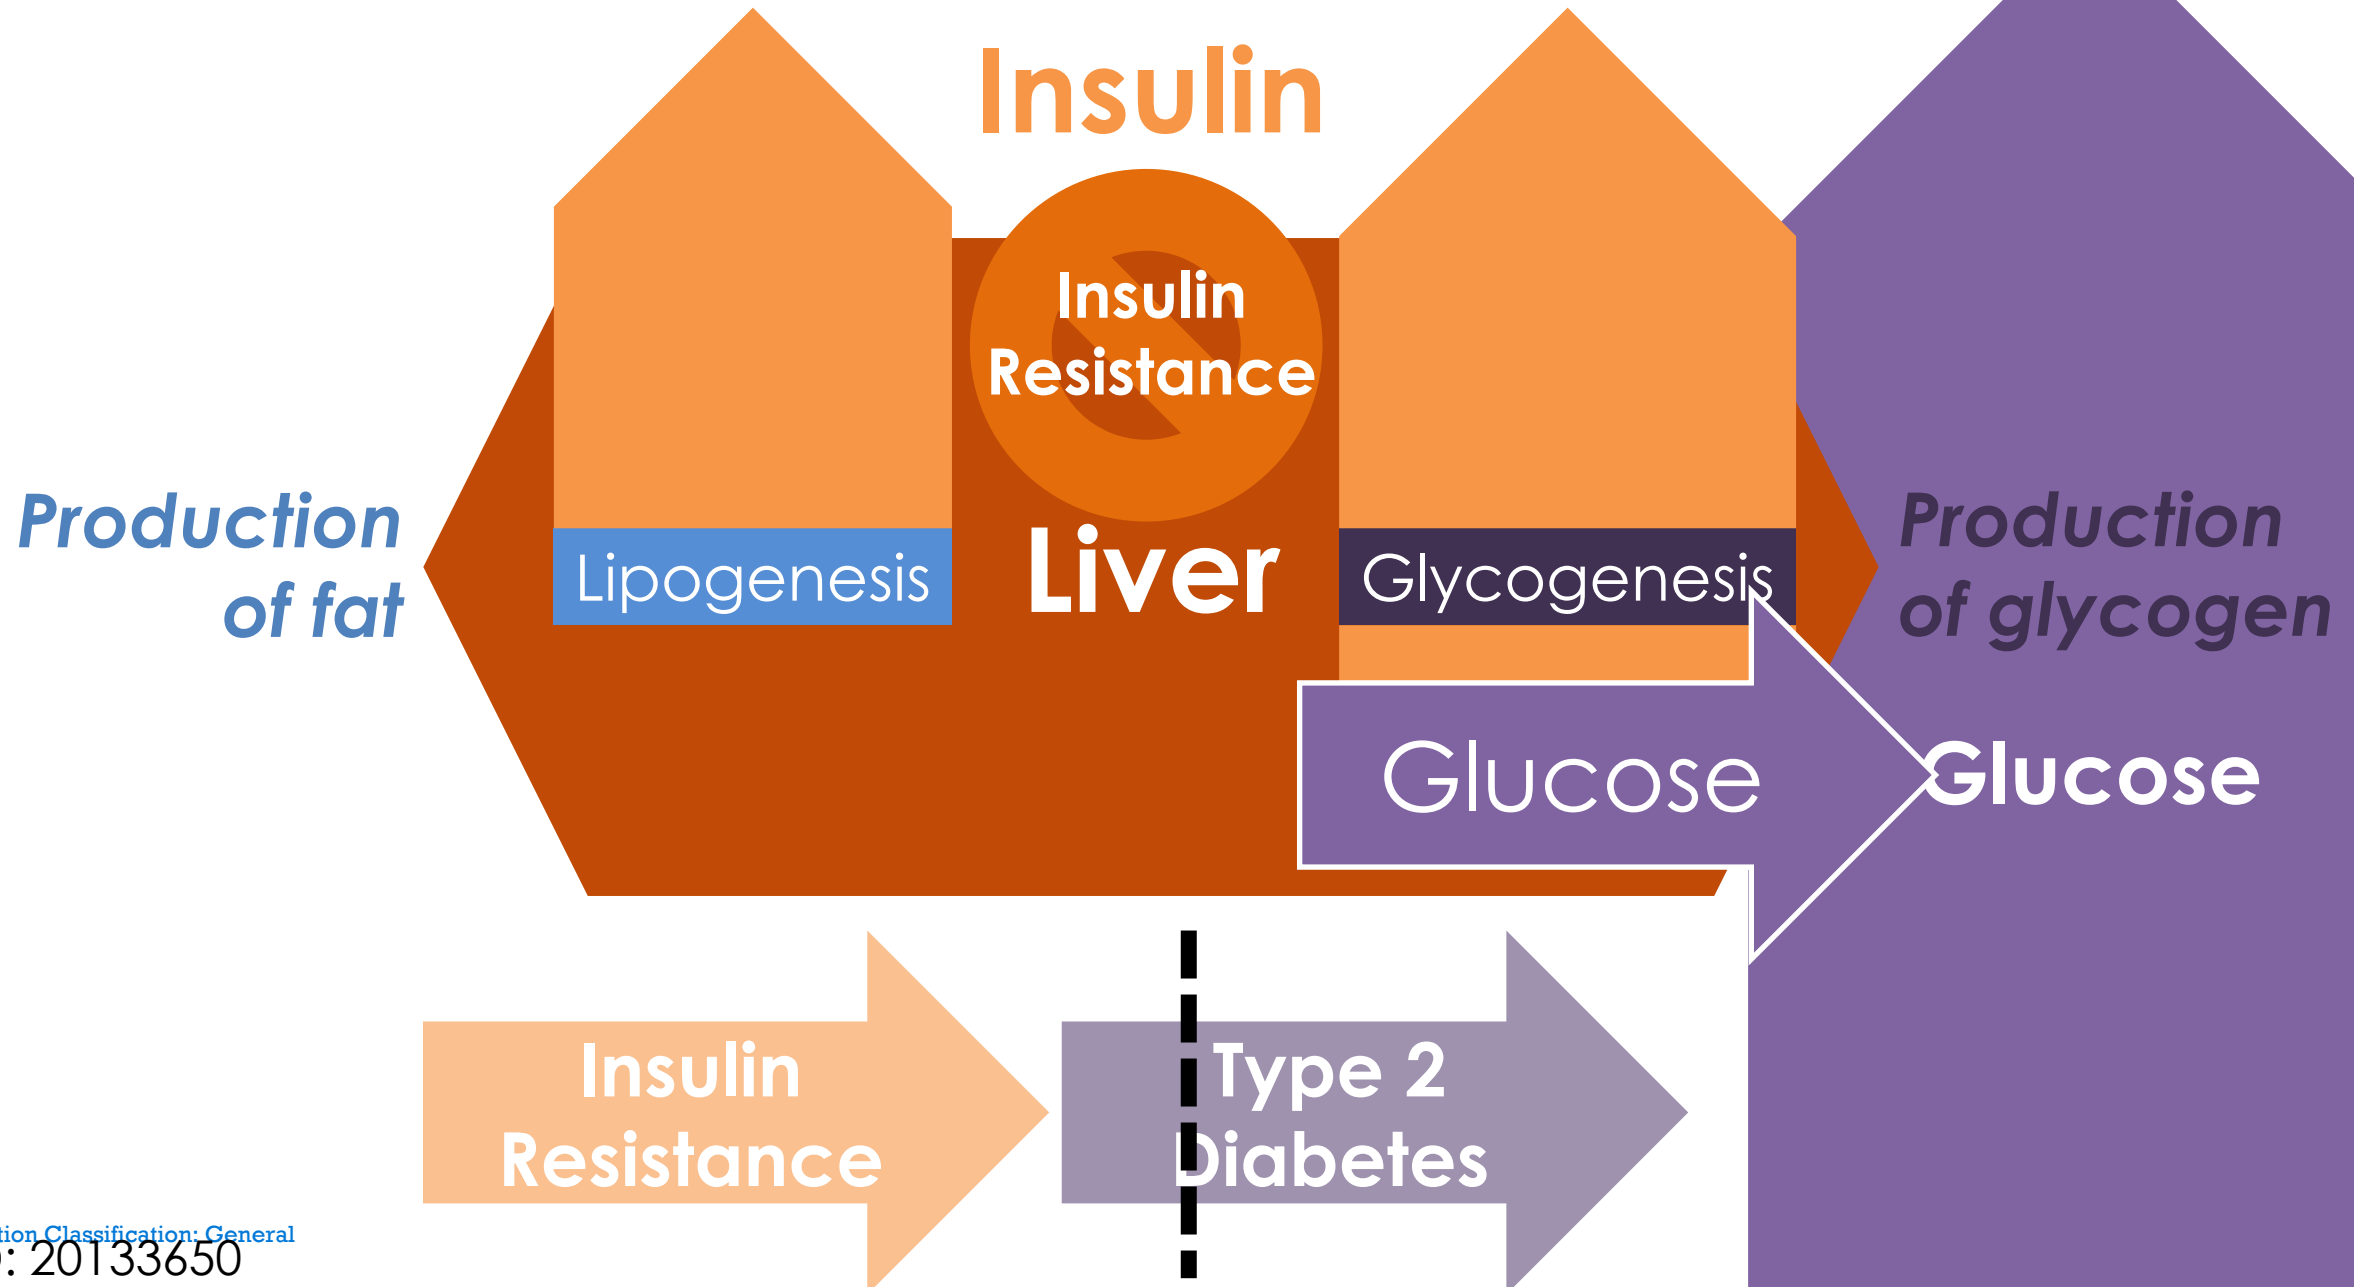 Insulin
Insulin
Resistance
Production
of fat
Lipogenesis
Liver
Glycogenesis
Production
of glycogen
Glucose
Glucose
Insulin
Resistance
Type 2
Diabetes
Classification: General
: 20133650